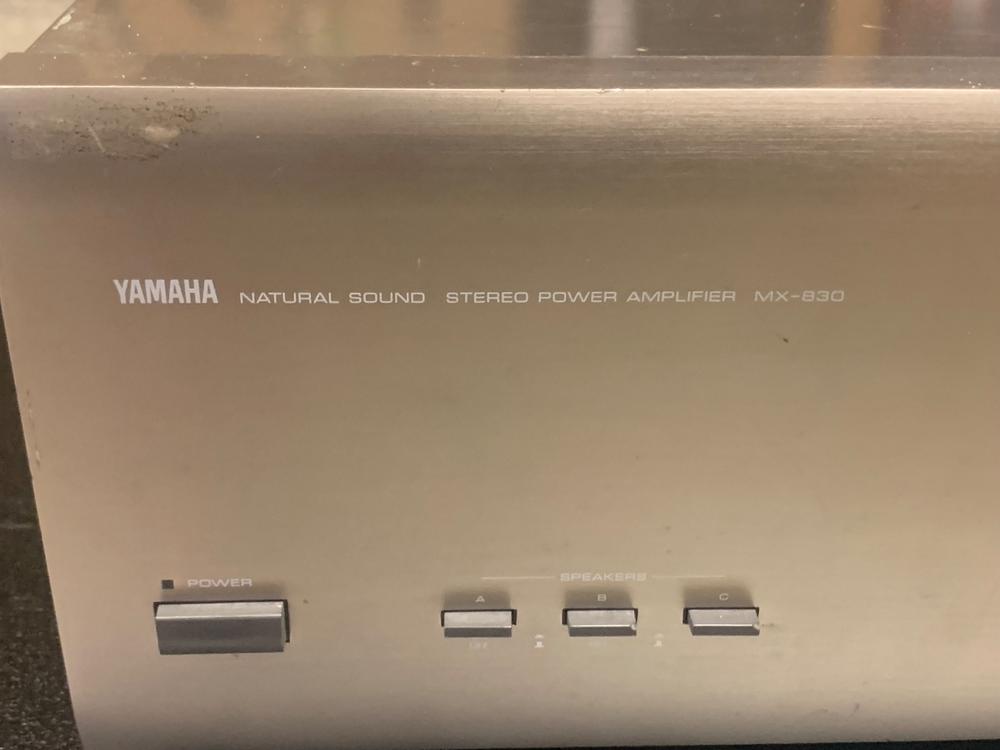 YAMAHA NATURAL SOUND STEREO POWER AMPLIFIER MX-830
POWER
SPEAKERS
A B C